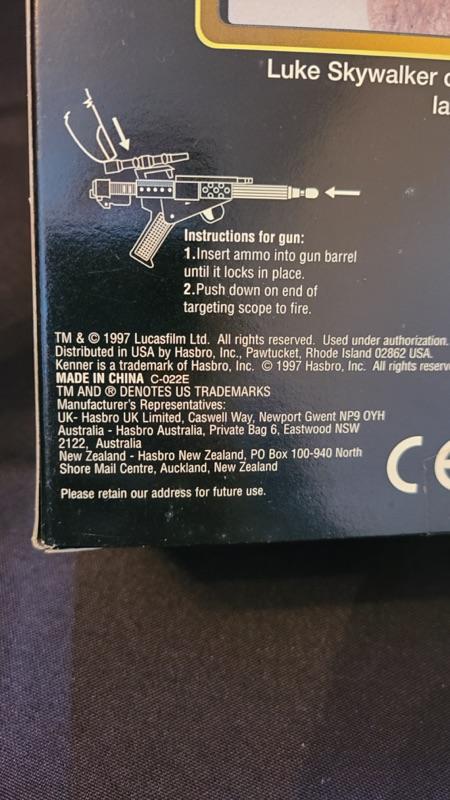 Luke Skywalker
la
Instructions for gun:
1.Insert ammo into gun barrel
until it locks in place.
2.Push down on end of
targeting scope to fire.
TM & © 1997 Lucasfilm Ltd. All rights reserved. Used under authorization.
Distributed in USA by Hasbro, Inc., Pawtucket, Rhode Island 02862 USA.
Kenner is a trademark of Hasbro, Inc. © 1997 Hasbro, Inc. All rights reserv
MADE IN CHINA C-022E
TM AND ® DENOTES US TRADEMARKS
Manufacturer's Representatives:
UK- Hasbro UK Limited, Caswell Way, Newport Gwent NP9 OYH
Australia - Hasbro Australia, Private Bag 6, Eastwood NSW
2122, Australia
New Zealand - Hasbro New Zealand, PO Box 100-940 North
Shore Mail Centre, Auckland, New Zealand
CE
Please retain our address for future use.